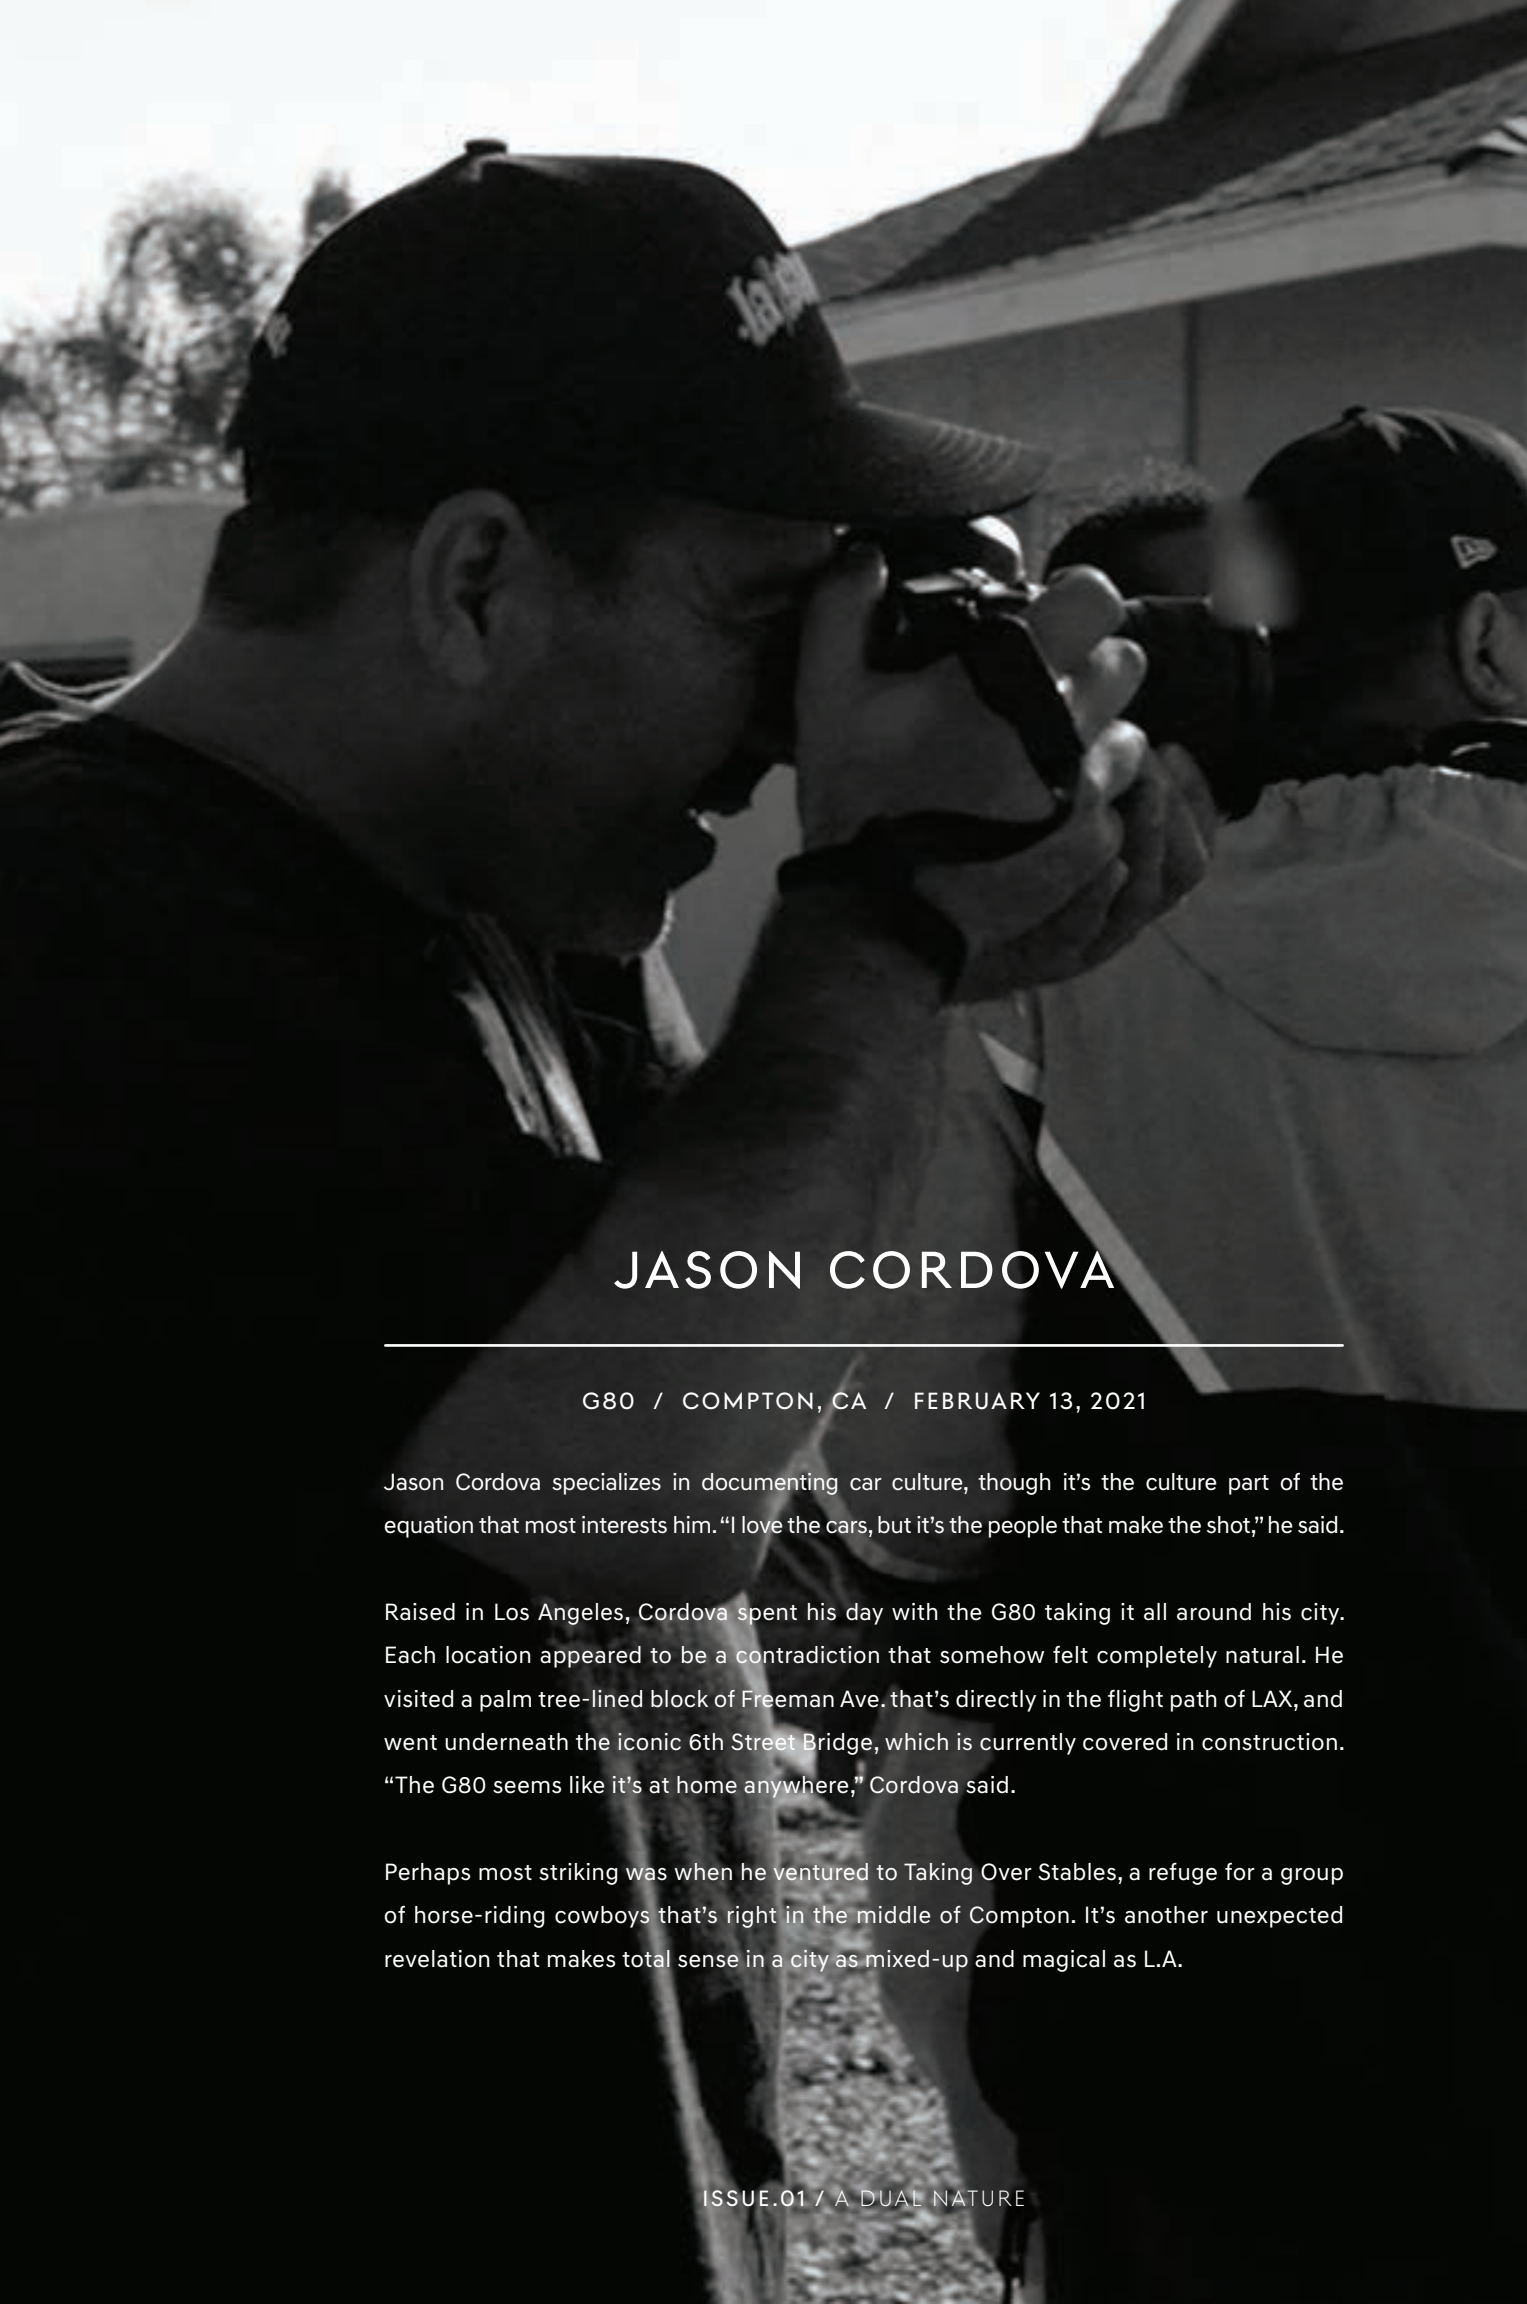 JASON CORDOVA
G80 / COMPTON, CA / FEBRUARY 13, 2021
Jason Cordova specializes in documenting car culture, though it’s the culture part of the
equation that most interests him. “I love the cars, but it’s the people that make the shot,” he said.
Raised in Los Angeles, Cordova spent his day with the G80 taking it all around his city.
Each location appeared to be a contradiction that somehow felt completely natural. He
visited a palm tree-lined block of Freeman Ave. that’s directly in the flight path of LAX, and
went underneath the iconic 6th Street Bridge, which is currently covered in construction.
“The G80 seems like it’s at home anywhere,” Cordova said.
Perhaps most striking was when he ventured to Taking Over Stables, a refuge for a group
of horse-riding cowboys that’s right in the middle of Compton. It’s another unexpected
revelation that makes total sense in a city as mixed-up and magical as L.A.
ISSUE.01 / A DUAL NATURE